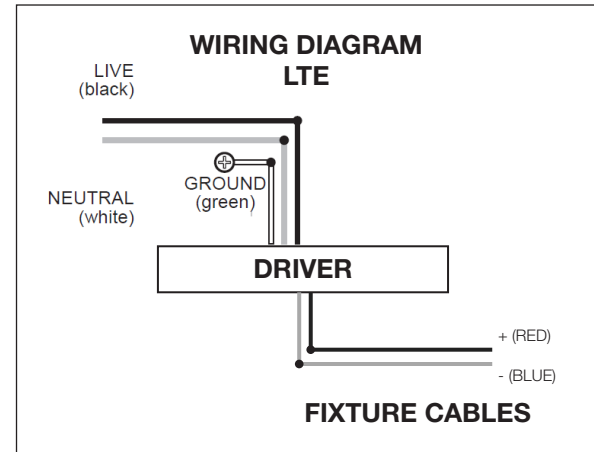 WIRING DIAGRAM
LTE
LIVE
(black)
NEUTRAL
(white)
GROUND
(green)
DRIVER
+ (RED)
- (BLUE)
FIXTURE CABLES